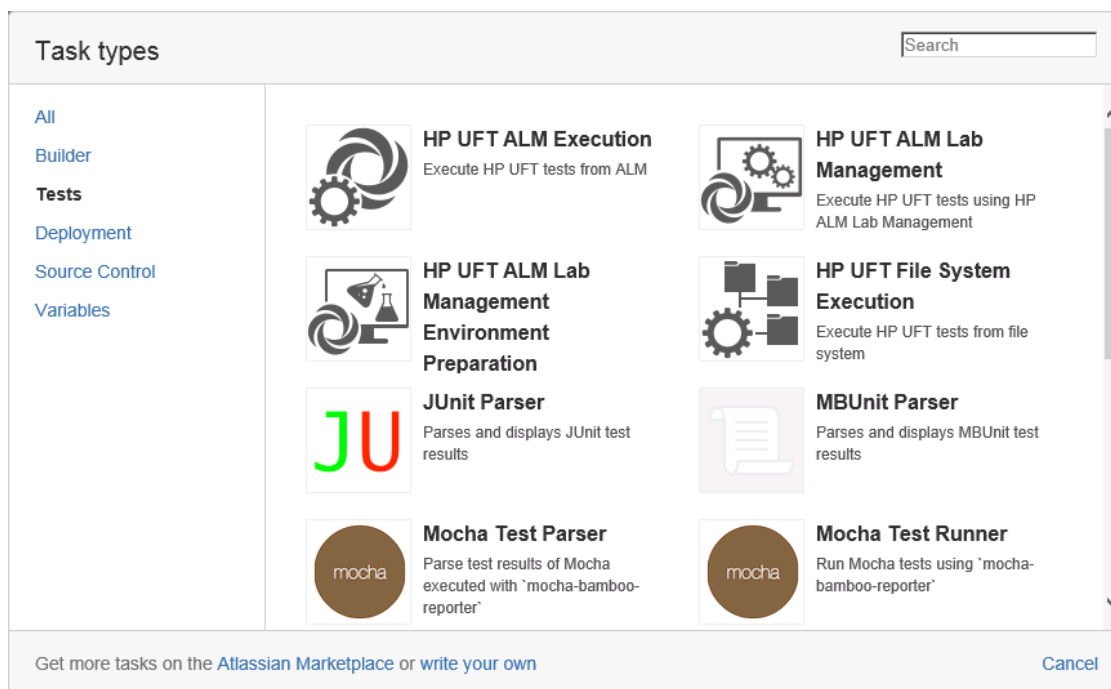 Task types
Search
All
Builder
Tests
Deployment
Source Control
Variables
HP UFT ALM Execution
Execute HP UFT tests from ALM
HP UFT ALM Lab
Management
Execute HP UFT tests using HP
ALM Lab Management
HP UFT ALM Lab
Management
Environment
Preparation
HP UFT File System
Execution
Execute HP UFT tests from file
system
JU
JUnit Parser
Parses and displays JUnit test
results
MBUnit Parser
Parses and displays MBUnit test
results
mocha
Mocha Test Parser
Parse test results of Mocha
executed with `mocha-bamboo-
reporter`
mocha
Mocha Test Runner
Run Mocha tests using `mocha-
bamboo-reporter`
Get more tasks on the Atlassian Marketplace or write your own
Cancel